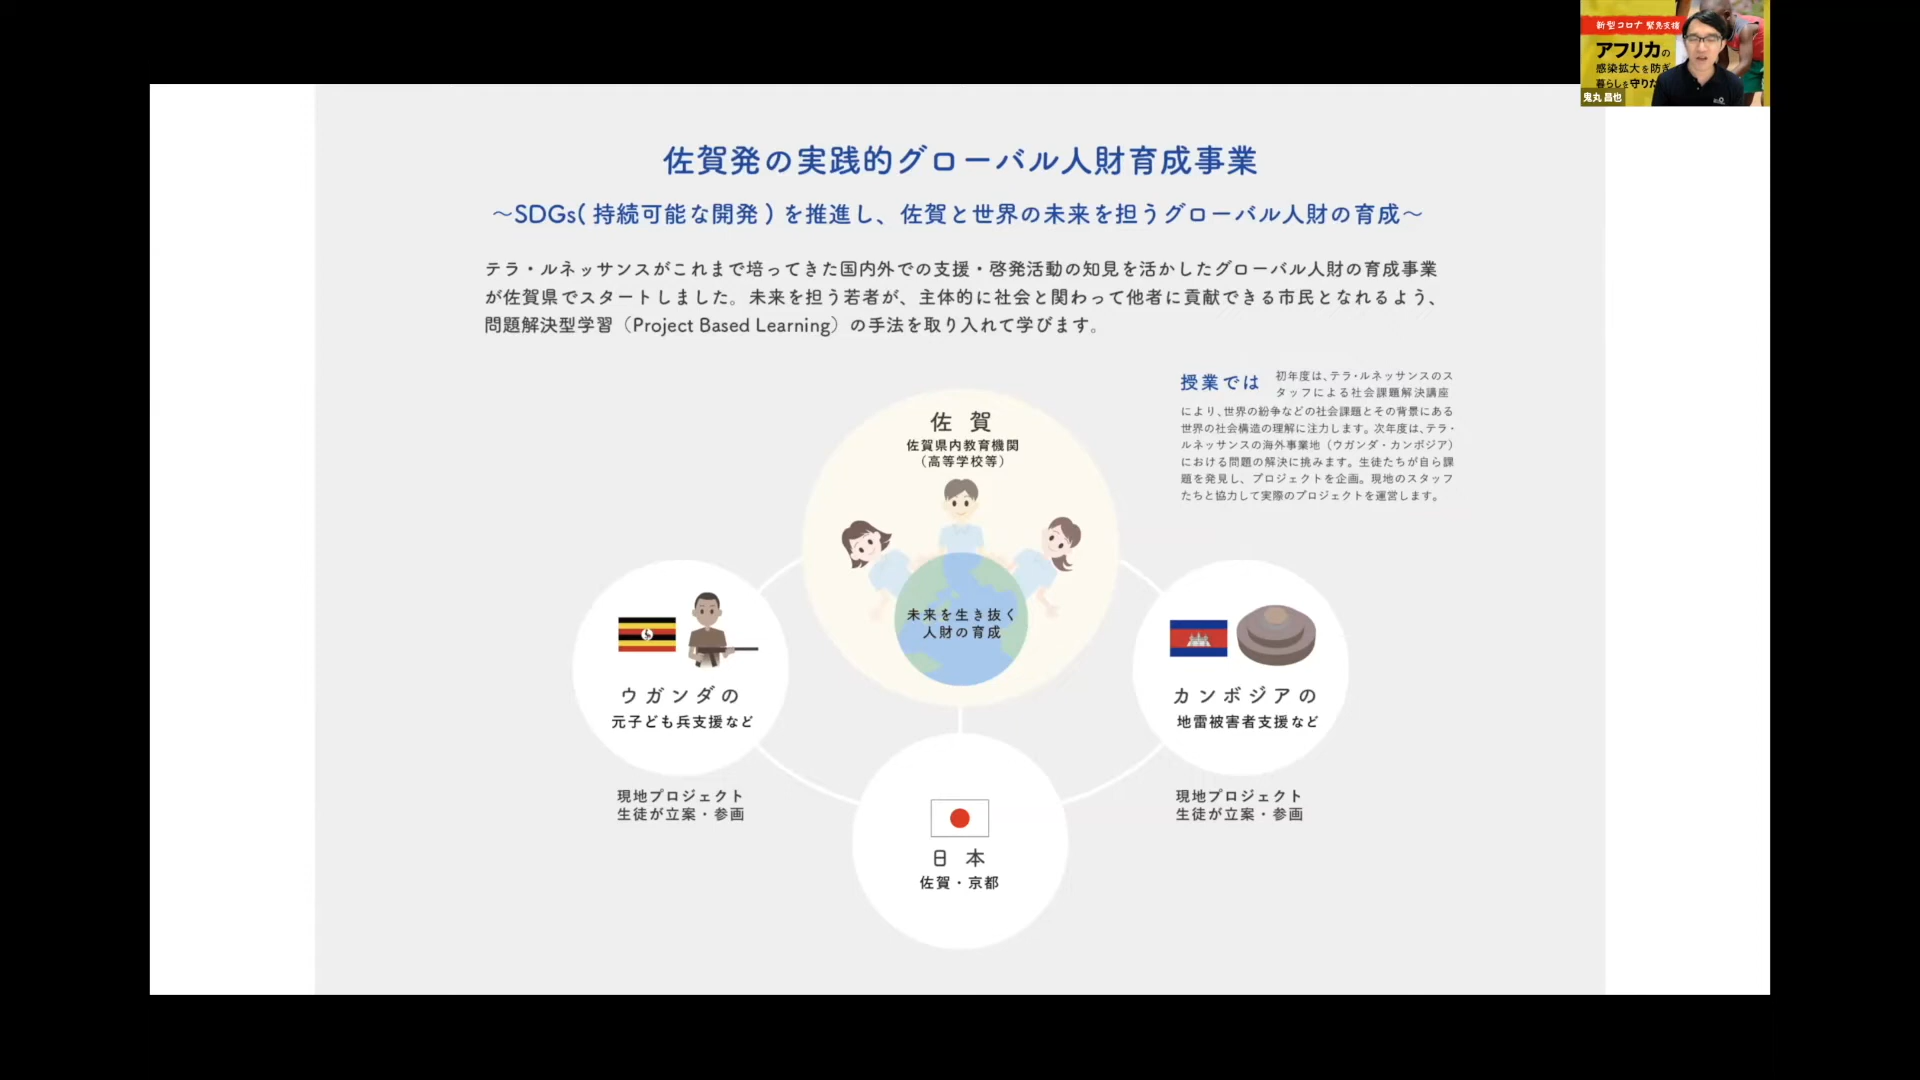 新型コロナ 緊急支援
アフリカの
感染拡大を防ぎ
暮らしを守りた
鬼丸 昌也
佐賀発の実践的グローバル人財育成事業
～SDGs( 持続可能な開発 ) を推進し、佐賀と世界の未来を担うグローバル人財の育成～
テラ・ルネッサンスがこれまで培ってきた国内外での支援・啓発活動の知見を活かしたグローバル人財の育成事業
が佐賀県でスタートしました。未来を担う若者が、主体的に社会と関わって他者に貢献できる市民となれるよう、
問題解決型学習（Project Based Learning）の手法を取り入れて学びます。
授業では 初年度は、テラ・ルネッサンスのス
タッフによる社会課題解決講座
により、世界の紛争などの社会課題とその背景にある
世界の社会構造の理解に注力します。次年度は、テラ・
ルネッサンスの海外事業地（ウガンダ・カンボジア）
における問題の解決に挑みます。生徒たちが自ら課
題を発見し、プロジェクトを企画。現地のスタッフ
たちと協力して実際のプロジェクトを運営します。
佐 賀
佐賀県内教育機関
（高等学校等）
未来を生き抜く
人財の育成
ウガンダの
元子ども兵支援など
現地プロジェクト
生徒が立案・参画
カンボジアの
地雷被害者支援など
現地プロジェクト
生徒が立案・参画
日 本
佐賀・京都